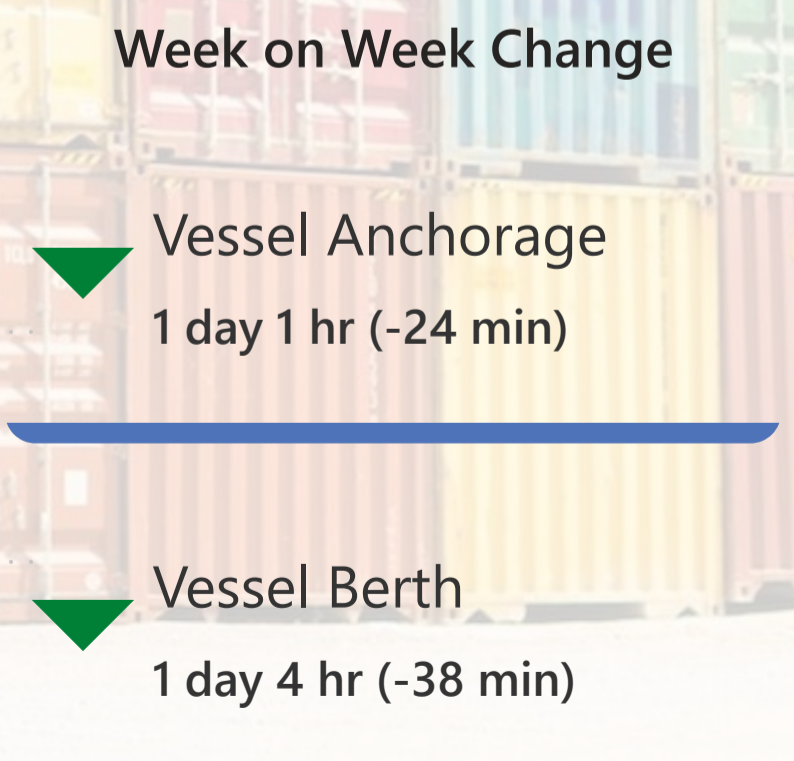 Week on Week Change
Vessel Anchorage
1 day 1 hr (-24 min)
Vessel Berth
1 day 4 hr (-38 min)